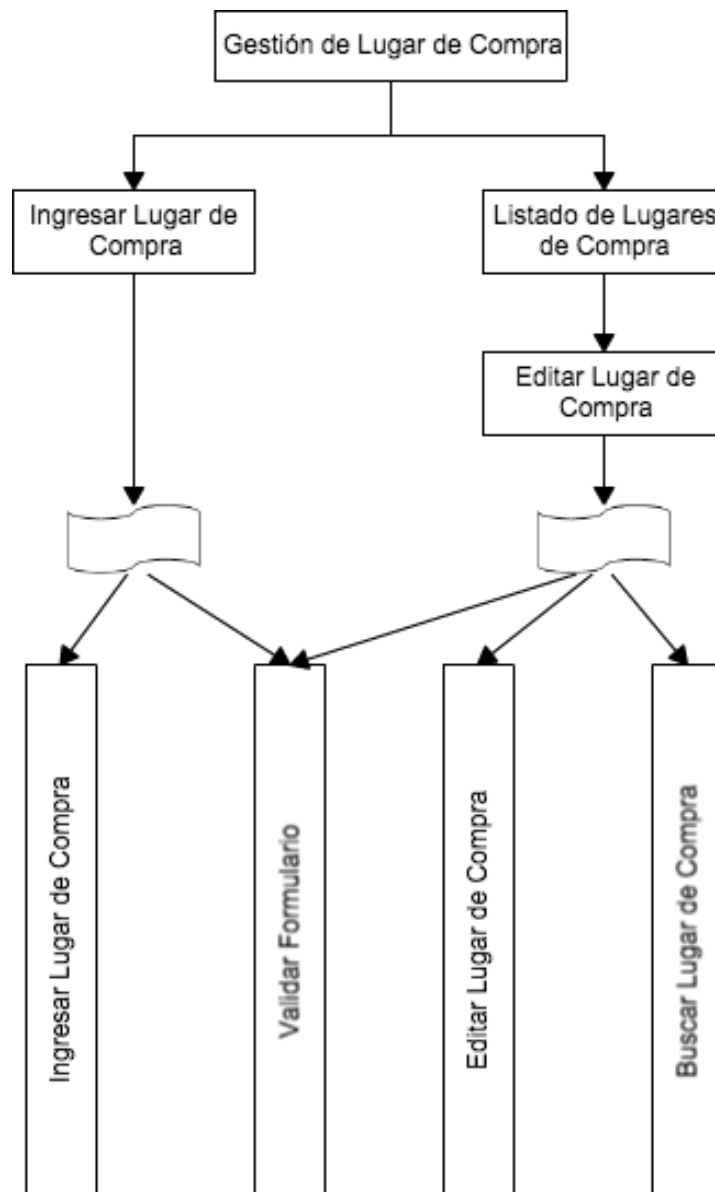 Gestión de Lugar de Compra
Ingresar Lugar de
Compra
Listado de Lugares
de Compra
Editar Lugar de
Compra
Ingresar Lugar de Compra
Validar Formulario
Editar Lugar de Compra
Buscar Lugar de Compra